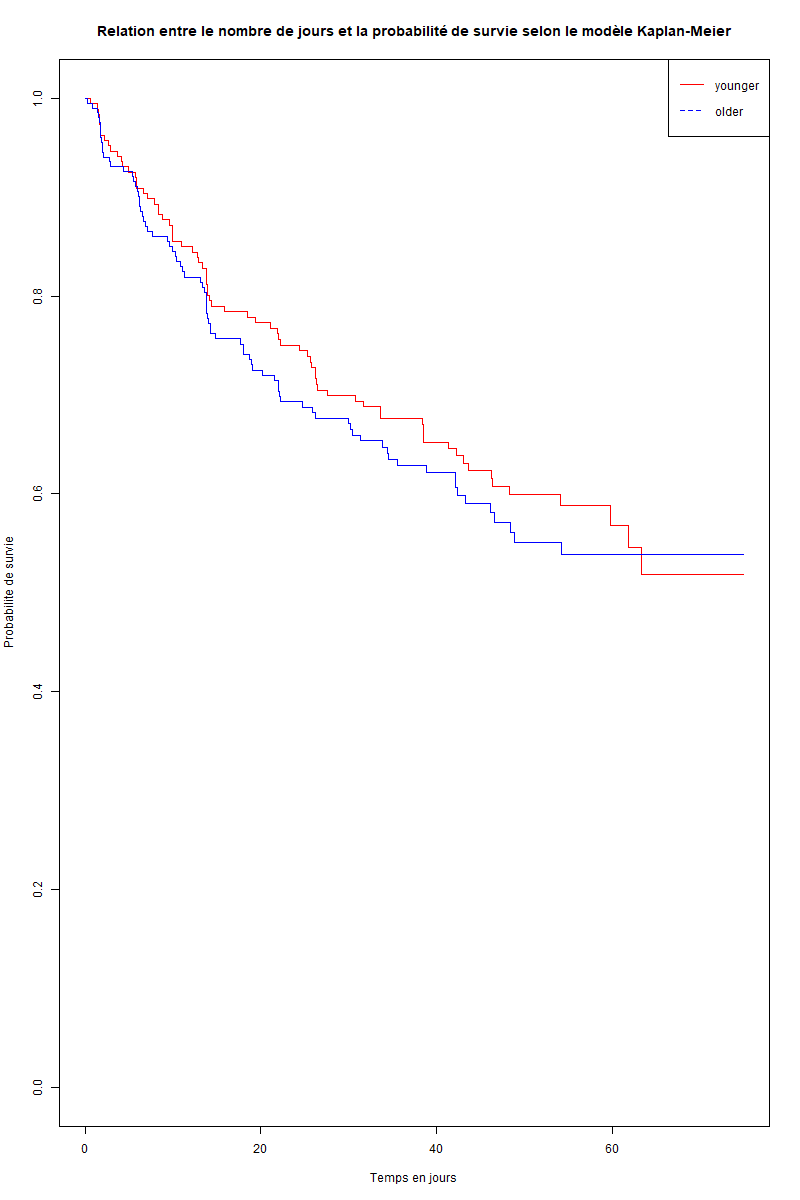 Relation entre le nombre de jours et la probabilité de survie selon le modèle Kaplan-Meier
younger
older
1.0
0.8
0.6
0.4
0.2
0.0
Probabilite de survie
0 20 40 60
Temps en jours